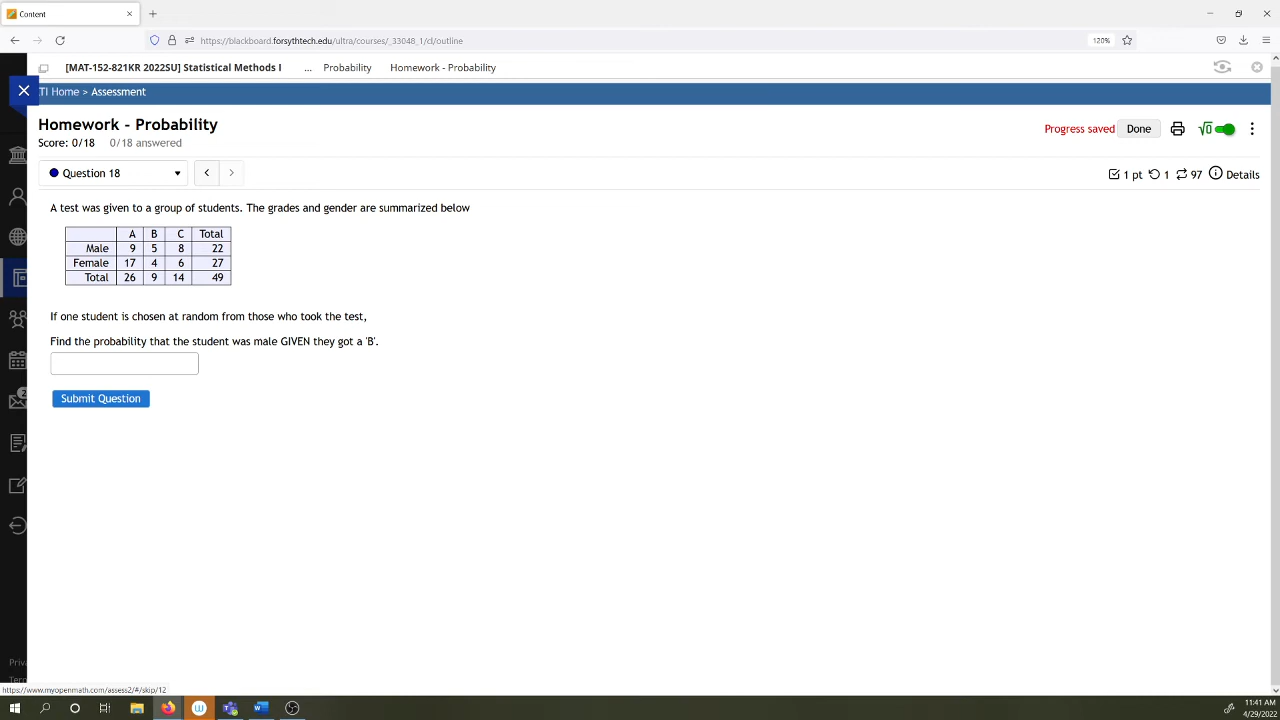 Content
https://blackboard.forsythtech.edu/ultra/courses/_33048_1/cl/outline
120%
[MAT-152-821KR 2022SU] Statistical Methods I ... Probability Homework - Probability
TI Home > Assessment
Homework - Probability
Progress saved Done
Score: 0/18 0/18 answered
Question 18
1 pt 1 97 Details
A test was given to a group of students. The grades and gender are summarized below
A B C Total
Male 9 5 8 22
Female 17 4 6 27
Total 26 9 14 49
If one student is chosen at random from those who took the test,
Find the probability that the student was male GIVEN they got a 'B'.
Submit Question
2
Priva
Term
https://www.myopenmath.com/assess2/#/skip/12
11:41 AM
4/29/2022